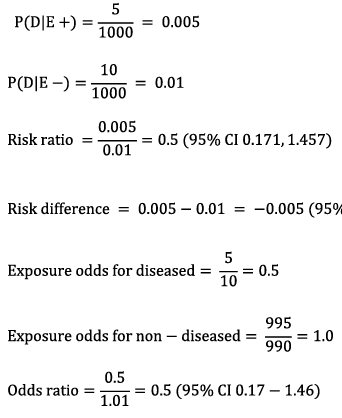 P(D|E +) = 5/1000 = 0.005
P(D|E −) = 10/1000 = 0.01
Risk ratio = 0.005/0.01 = 0.5 (95% CI 0.171, 1.457)
Risk difference = 0.005 − 0.01 = −0.005 (95%
Exposure odds for diseased = 5/10 = 0.5
Exposure odds for non − diseased = 995/990 = 1.0
Odds ratio = 0.5/1.01 = 0.5 (95% CI 0.17 − 1.46)